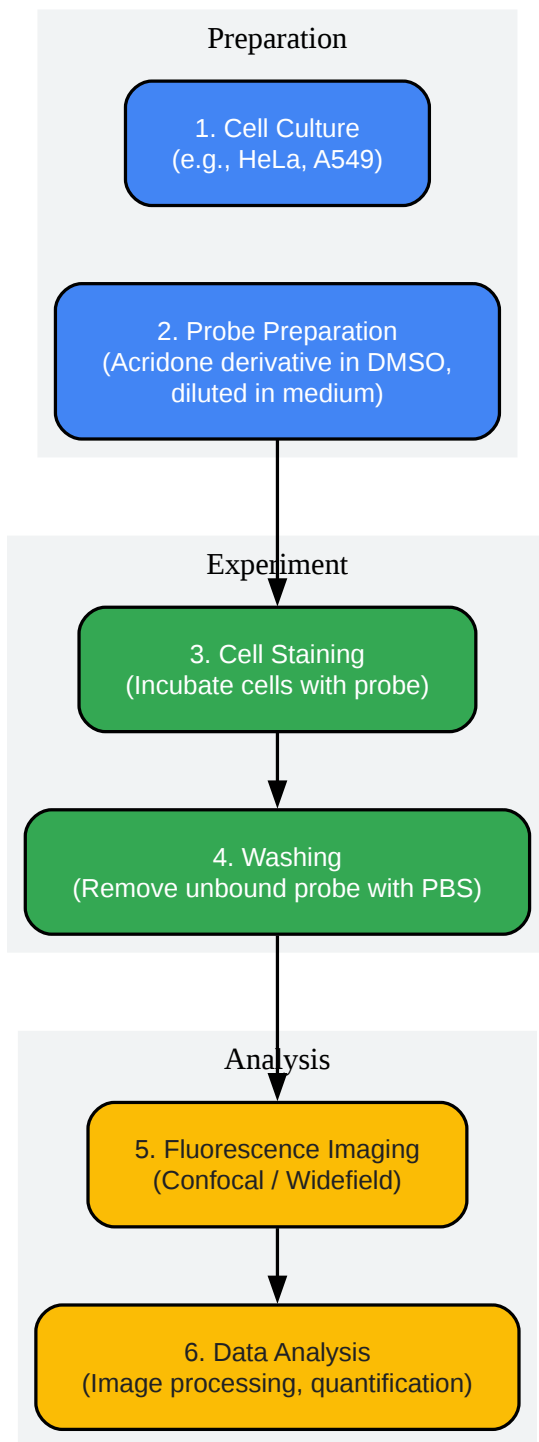 Preparation
1. Cell Culture
(e.g., HeLa, A549)
2. Probe Preparation
(Acridone derivative in DMSO,
diluted in medium)
Experiment
3. Cell Staining
(Incubate cells with probe)
4. Washing
(Remove unbound probe with PBS)
Analysis
5. Fluorescence Imaging
(Confocal / Widefield)
6. Data Analysis
(Image processing, quantification)